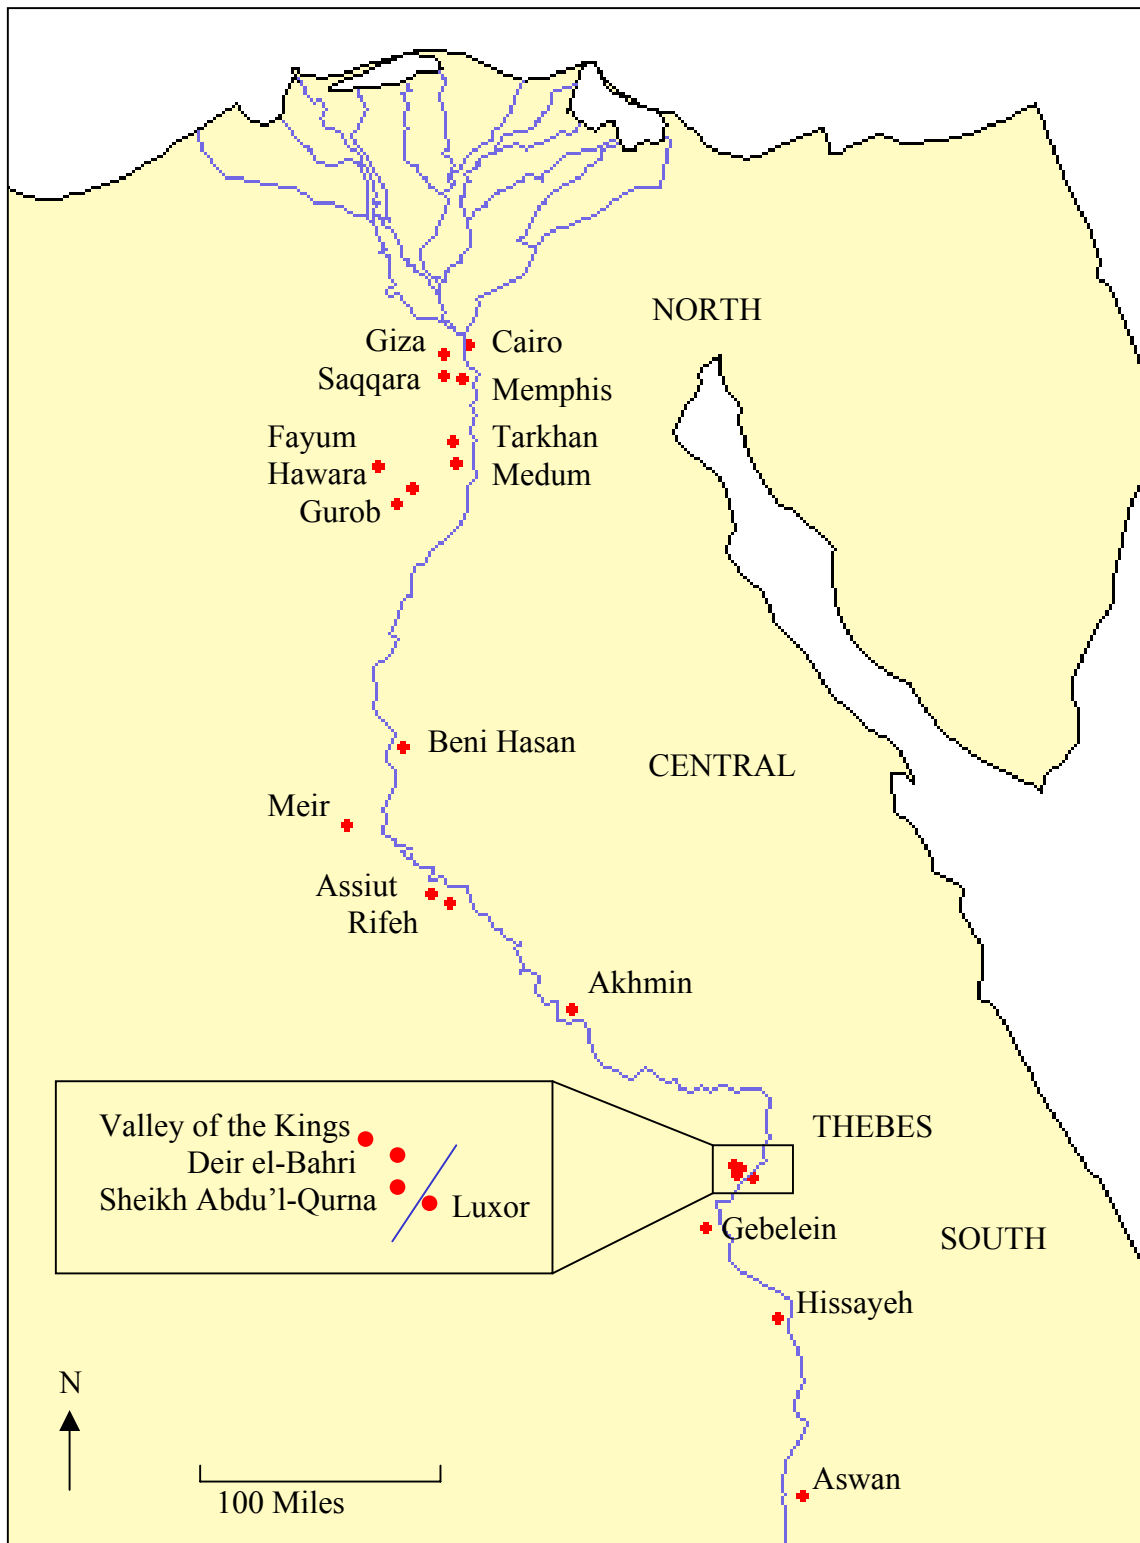 NORTH
Giza
Cairo
Saqqara
Memphis
Fayum
Tarkhan
Hawara
Medum
Gurob
Beni Hasan
CENTRAL
Meir
Assiut
Rifeh
Akhmin
THEBES
Valley of the Kings
Deir el-Bahri
Sheikh Abdu’l-Qurna
Luxor
Gebelein
SOUTH
Hissayeh
N
Aswan
100 Miles